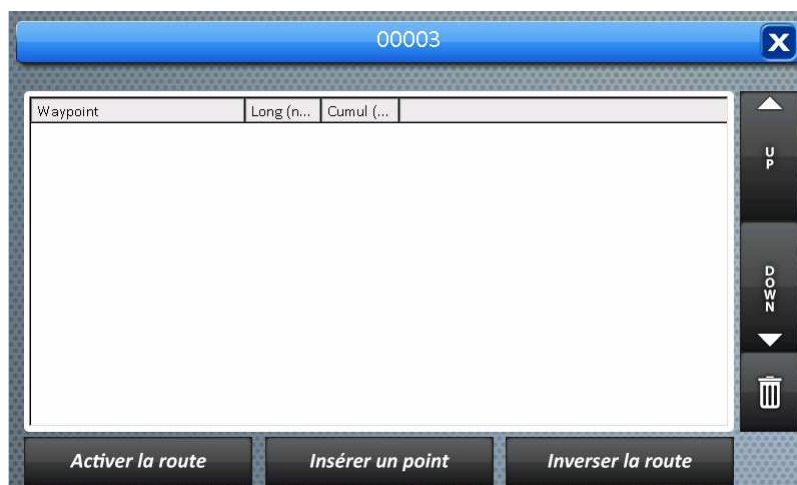 00003
X
Waypoint Long (n... Cumul (...
UP
DOWN
Activer la route Insérer un point Inverser la route